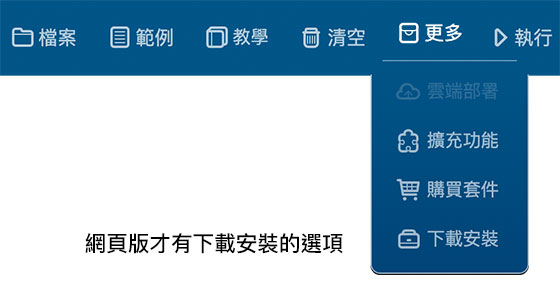 檔案 範例 教學 清空 更多 執行
雲端部署
擴充功能
購買套件
下載安裝
網頁版才有下載安裝的選項